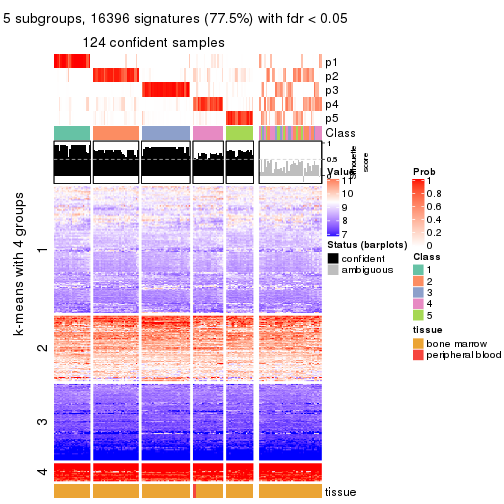 5 subgroups, 16396 signatures (77.5%) with fdr < 0.05
124 confident samples
p1
p2
p3
p4
p5
Class
1
0.5
0
Silhouette
score
k-means with 4 groups
1
2
3
4
tissue
Value
11
10
9
8
7
Status (barplots)
confident
ambiguous
Prob
1
0.8
0.6
0.4
0.2
0
Class
1
2
3
4
5
tissue
bone marrow
peripheral blood